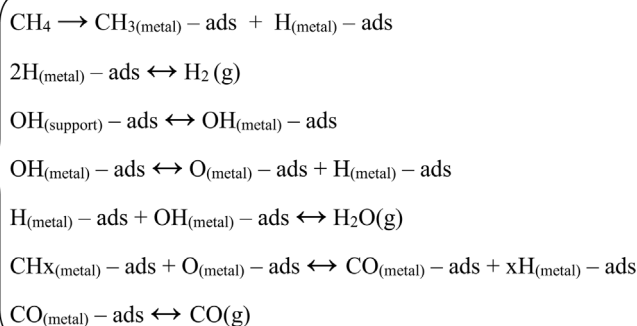 CH4 ⟶ CH3(metal) – ads + H(metal) – ads
2H(metal) – ads ↔ H2 (g)
OH(support) – ads ↔ OH(metal) – ads
OH(metal) – ads ↔ O(metal) – ads + H(metal) – ads
H(metal) – ads + OH(metal) – ads ↔ H2O(g)
CHx(metal) – ads + O(metal) – ads ↔ CO(metal) – ads + xH(metal) – ads
CO(metal) – ads ↔ CO(g)